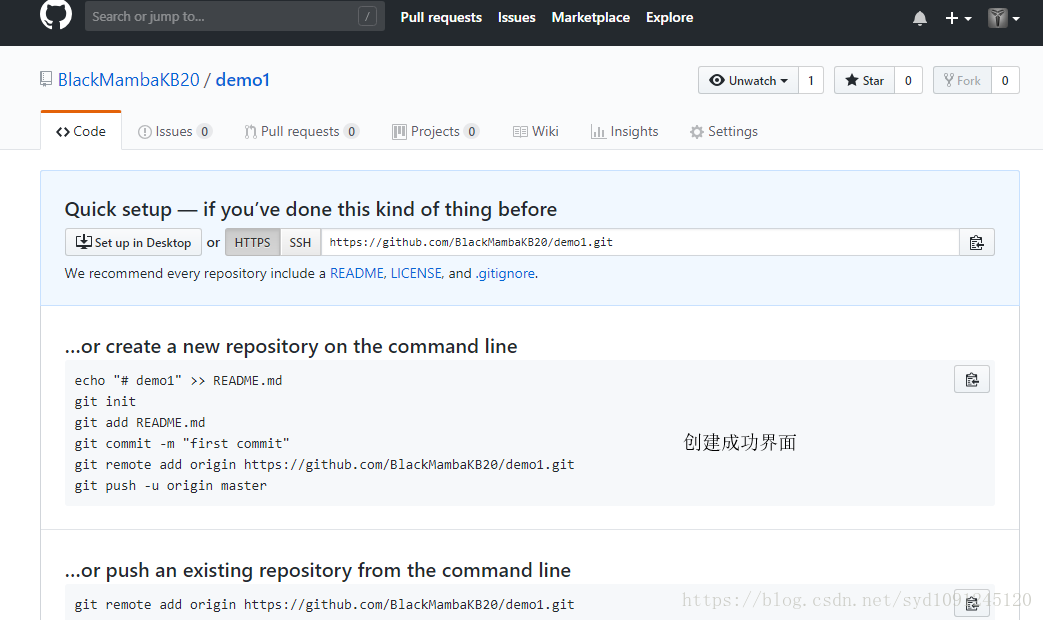 Search or jump to... / Pull requests Issues Marketplace Explore
BlackMambaKB20 / demo1 Unwatch 1 Star 0 Fork 0
Code Issues 0 Pull requests 0 Projects 0 Wiki Insights Settings
Quick setup — if you’ve done this kind of thing before
Set up in Desktop or HTTPS SSH https://github.com/BlackMambaKB20/demo1.git
We recommend every repository include a README, LICENSE, and .gitignore.
…or create a new repository on the command line
echo "# demo1" >> README.md
git init
git add README.md
git commit -m "first commit"
创建成功界面
git remote add origin https://github.com/BlackMambaKB20/demo1.git
git push -u origin master
…or push an existing repository from the command line
git remote add origin https://github.com/BlackMambaKB20/demo1.git
https://blog.csdn.net/syd1091245120